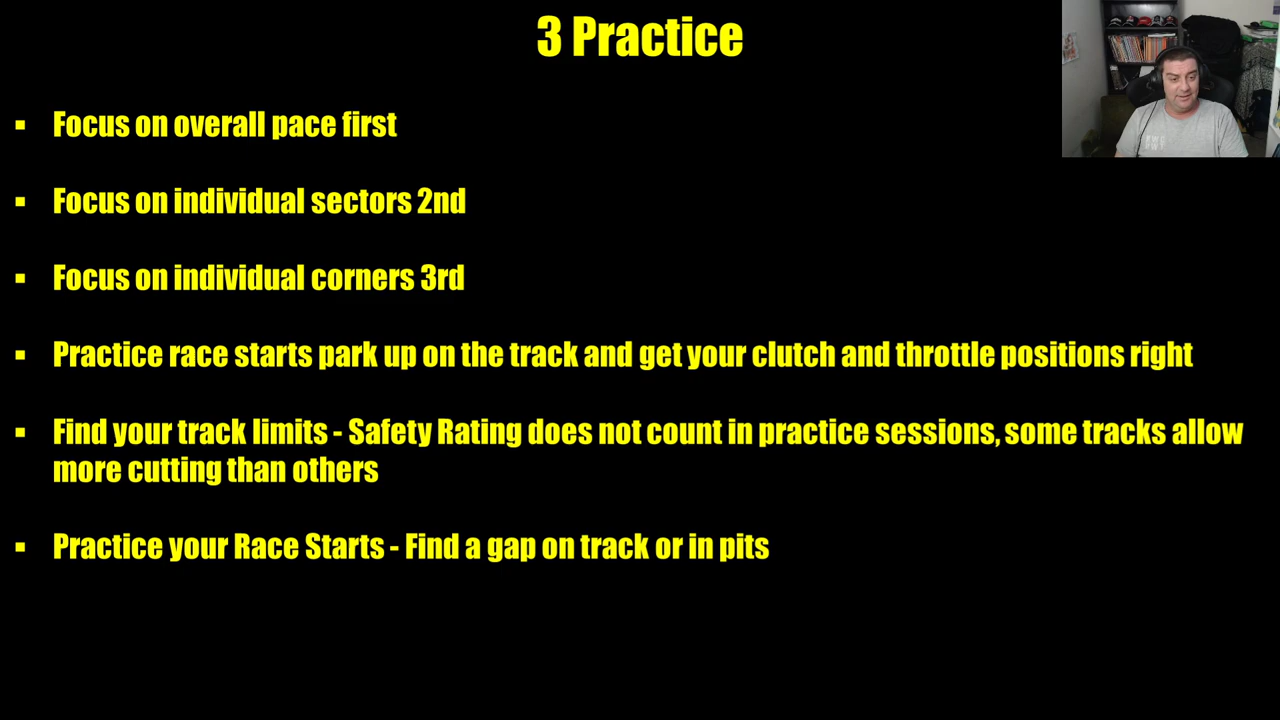 3 Practice
▪ Focus on overall pace first
▪ Focus on individual sectors 2nd
▪ Focus on individual corners 3rd
▪ Practice race starts park up on the track and get your clutch and throttle positions right
▪ Find your track limits - Safety Rating does not count in practice sessions, some tracks allow
more cutting than others
▪ Practice your Race Starts - Find a gap on track or in pits